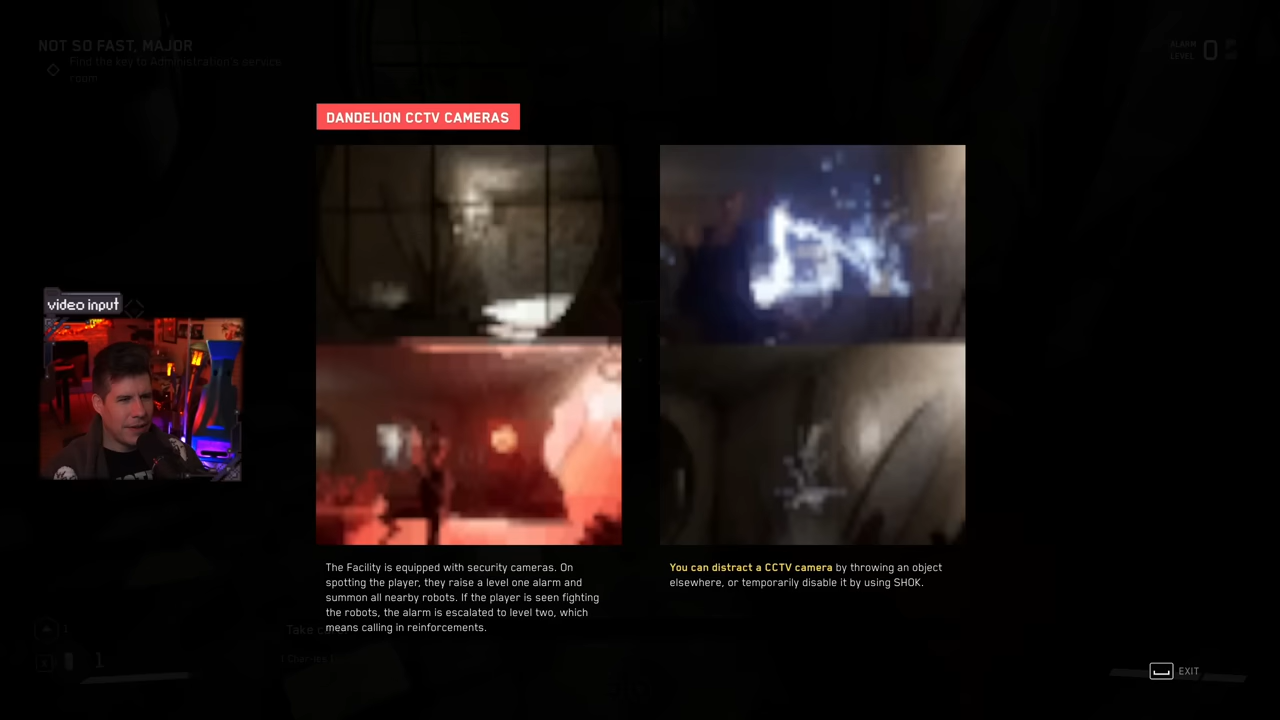 NOT SO FAST, MAJOR
Find the key to Administration's service
room
ALARM
LEVEL 0
DANDELION CCTV CAMERAS
video input
The Facility is equipped with security cameras. On
spotting the player, they raise a level one alarm and
summon all nearby robots. If the player is seen fighting
the robots, the alarm is escalated to level two, which
means calling in reinforcements.
You can distract a CCTV camera by throwing an object
elsewhere, or temporarily disable it by using SHOK.
Take
[ Charles ]
1
1
EXIT